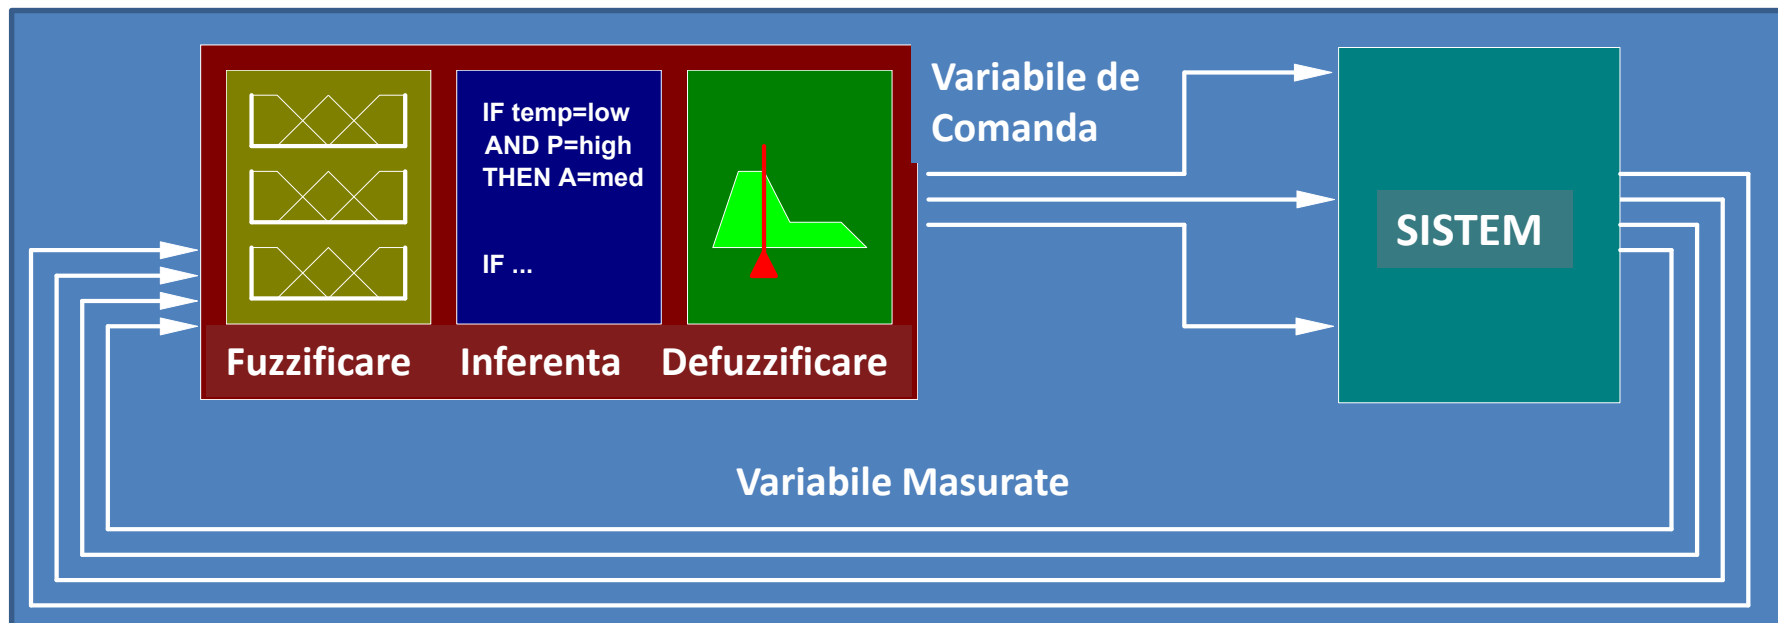 IF temp=low
AND P=high
THEN A=med
IF ...
Fuzzificare
Inferenta
Defuzzificare
Variabile de
Comanda
SISTEM
Variabile Masurate